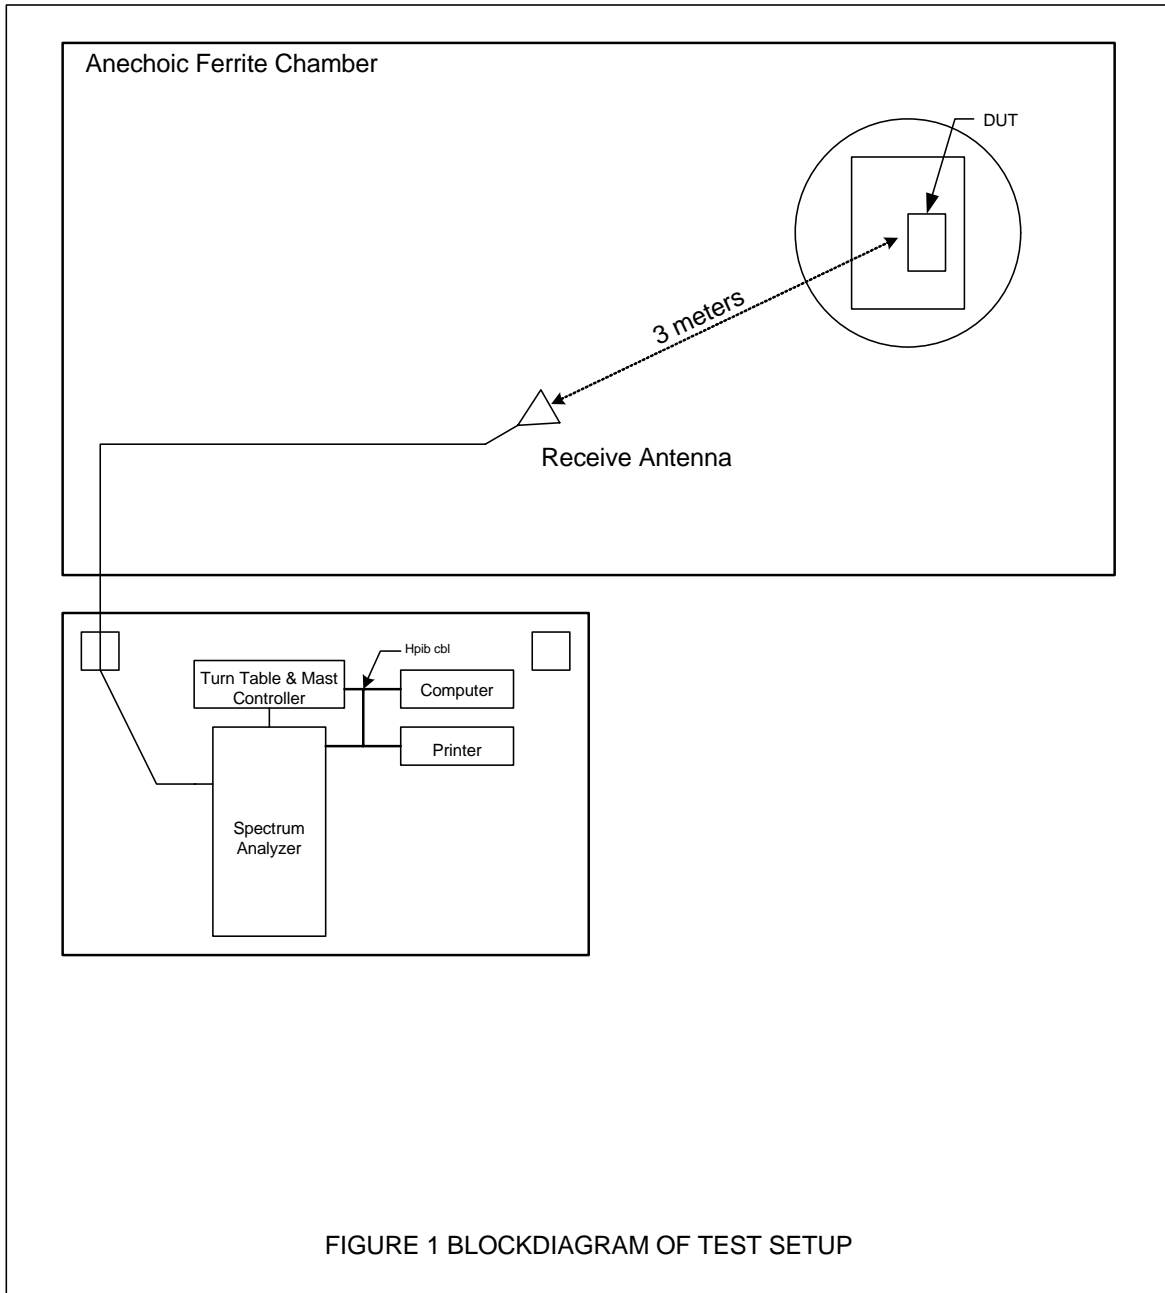 Anechoic Ferrite Chamber
DUT
3 meters
Receive Antenna
Hpib cbl
Turn Table & Mast
Controller
Computer
Printer
Spectrum
Analyzer
FIGURE 1 BLOCKDIAGRAM OF TEST SETUP